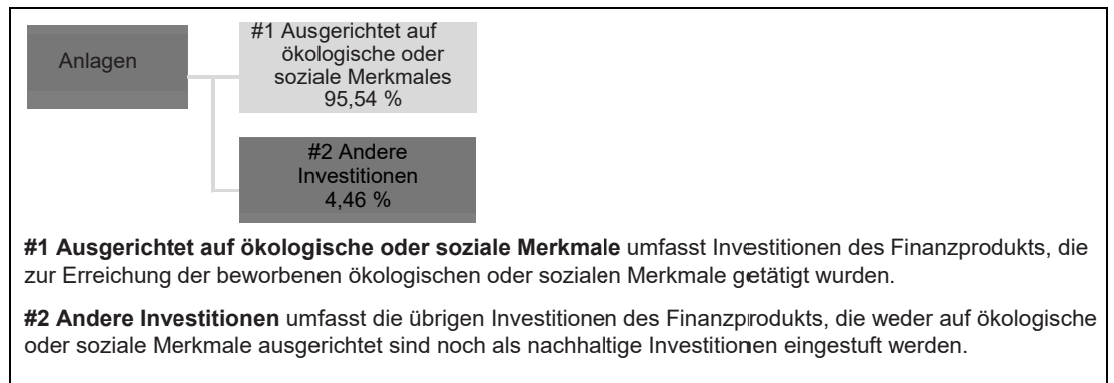 Anlagen
#1 Ausgerichtet auf
ökologische oder
soziale Merkmales
95,54 %
#2 Andere
Investitionen
4,46 %
#1 Ausgerichtet auf ökologische oder soziale Merkmale umfasst Investitionen des Finanzprodukts, die
zur Erreichung der beworbenen ökologischen oder sozialen Merkmale getätigt wurden.
#2 Andere Investitionen umfasst die übrigen Investitionen des Finanzprodukts, die weder auf ökologische
oder soziale Merkmale ausgerichtet sind noch als nachhaltige Investitionen eingestuft werden.